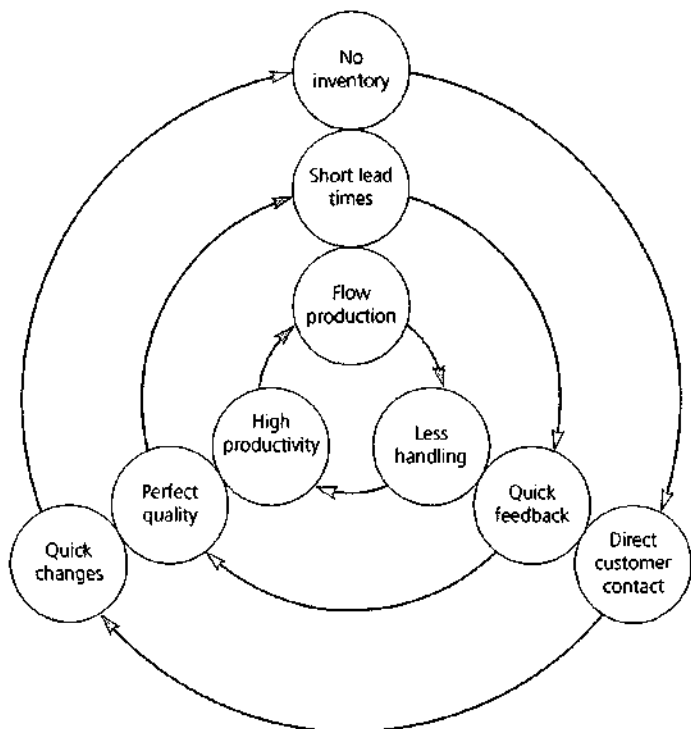 No
inventory
Short lead
times
Flow
production
High
productivity
Less
handling
Perfect
quality
Quick
feedback
Quick
changes
Direct
customer
contact